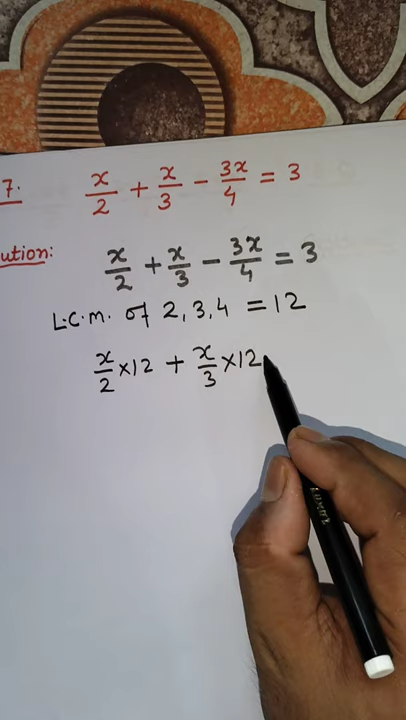 7. x/2 + x/3 - 3x/4 = 3
ution: x/2 + x/3 - 3x/4 = 3
L.C.M. of 2, 3, 4 = 12
x/2 ×12 + x/3 ×12